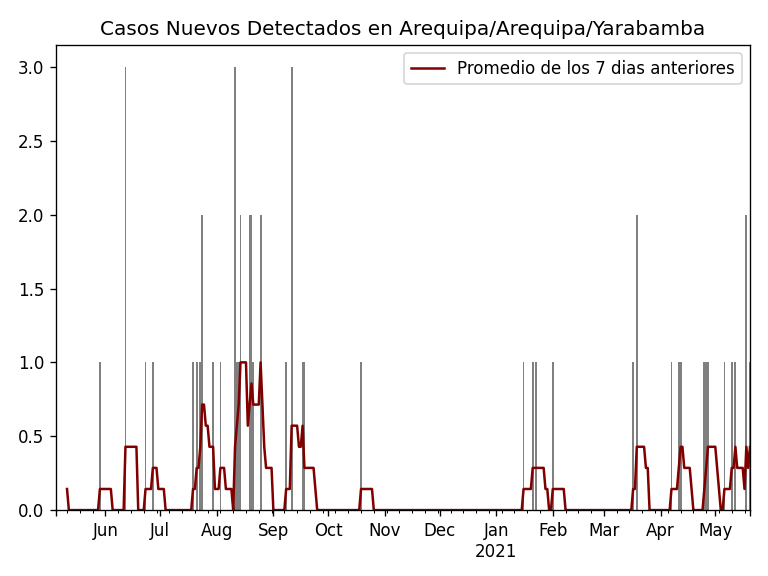 Casos Nuevos Detectados en Arequipa/Arequipa/Yarabamba
Promedio de los 7 dias anteriores
3.0
2.5
2.0
1.5
1.0
0.5
0.0
Jun Jul Aug Sep Oct Nov Dec Jan Feb Mar Apr May
2021